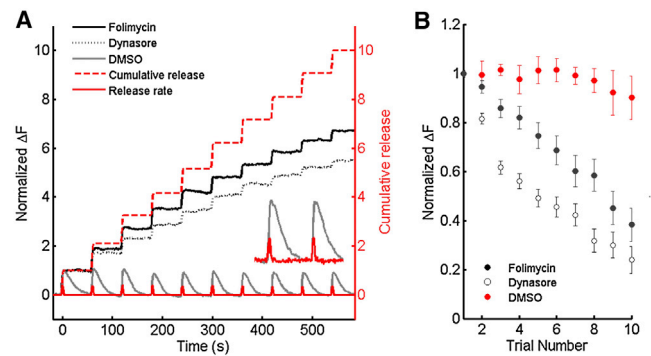 A
Folimycin
Dynasore
DMSO
Cumulative release
Release rate
10
8
6
4
2
0
Normalized ΔF
10
8
6
4
2
0
Cumulative release
0 100 200 300 400 500
Time (s)
B
1.2
1
0.8
0.6
0.4
0.2
0
Normalized ΔF
Folimycin
Dynasore
DMSO
2 4 6 8 10
Trial Number